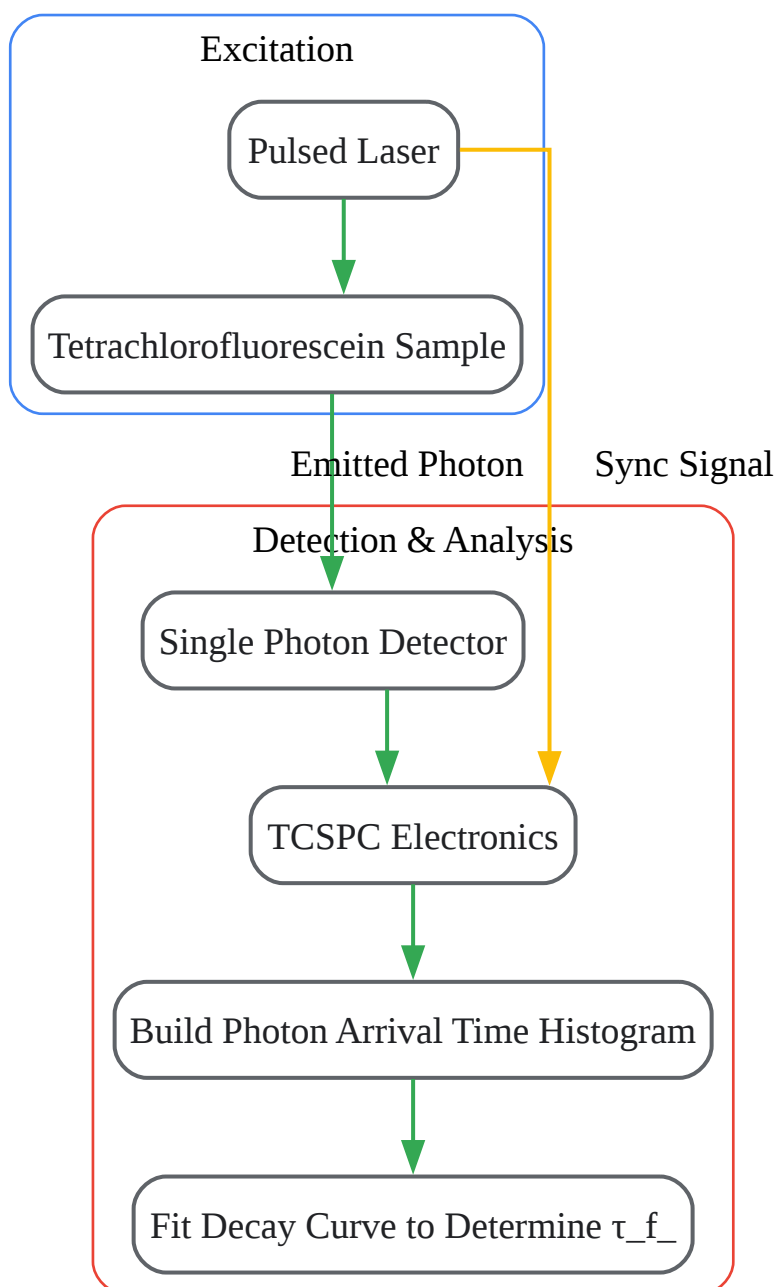 Excitation
Pulsed Laser
Tetrachlorofluorescein Sample
Emitted Photon
Sync Signal
Detection & Analysis
Single Photon Detector
TCSPC Electronics
Build Photon Arrival Time Histogram
Fit Decay Curve to Determine τ_f_